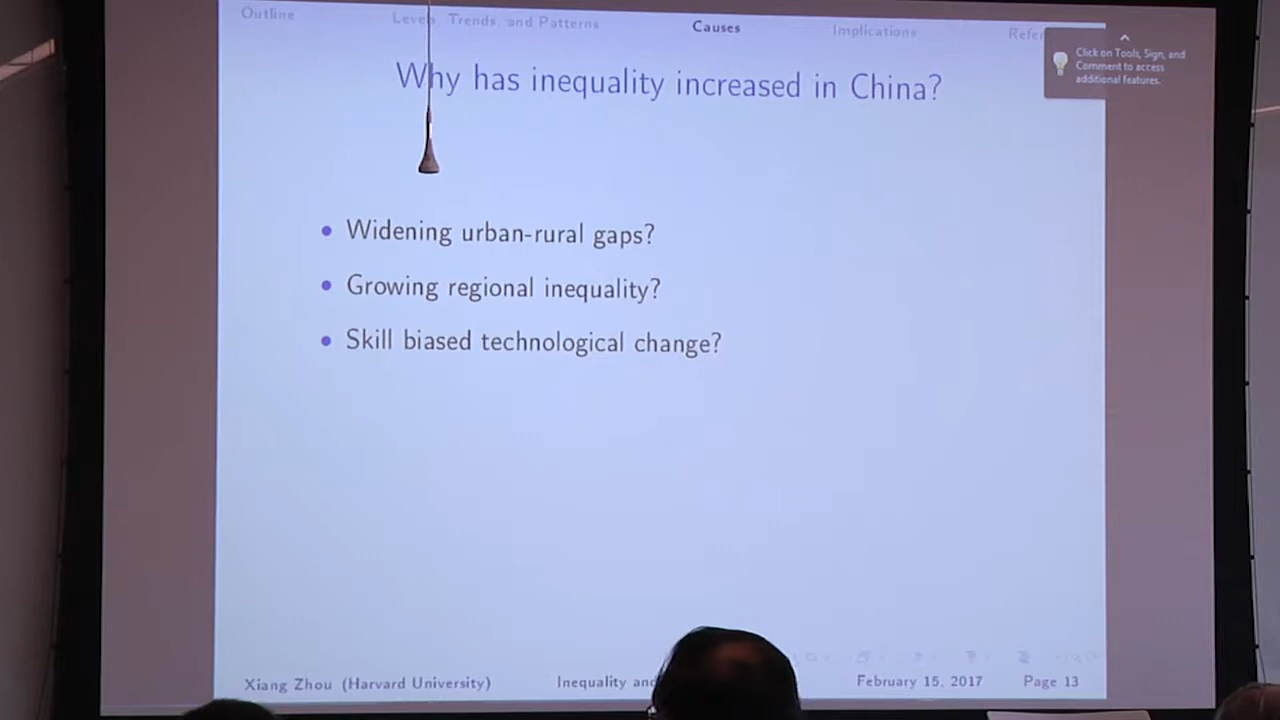 Outline
Levels, Trends, and Patterns
Causes
Implications
Click on Tools, Sign, and
Comment to access
additional features.
Why has inequality increased in China?
• Widening urban-rural gaps?
• Growing regional inequality?
• Skill biased technological change?
Xiang Zhou (Harvard University)
Inequality and
February 15, 2017
Page 13